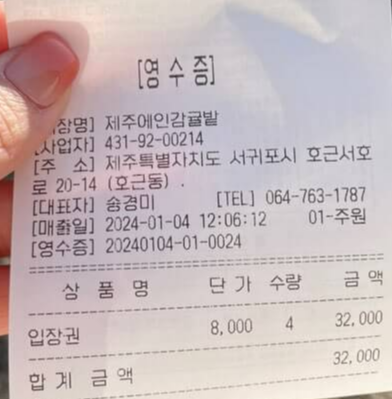 [영 수 증]
장명] 제주에인감귤밭
[사업자] 431-92-00214
[주 소] 제주특별자치도 서귀포시 호근서호
로 20-14 (호근동) .
[대표자] 송경미 [TEL] 064-763-1787
[매출일] 2024-01-04 12:06:12 01-주원
[영수증] 20240104-01-0024
상 품 명 단 가 수량 금 액
입장권 8,000 4 32,000
32,000
합 계 금 액